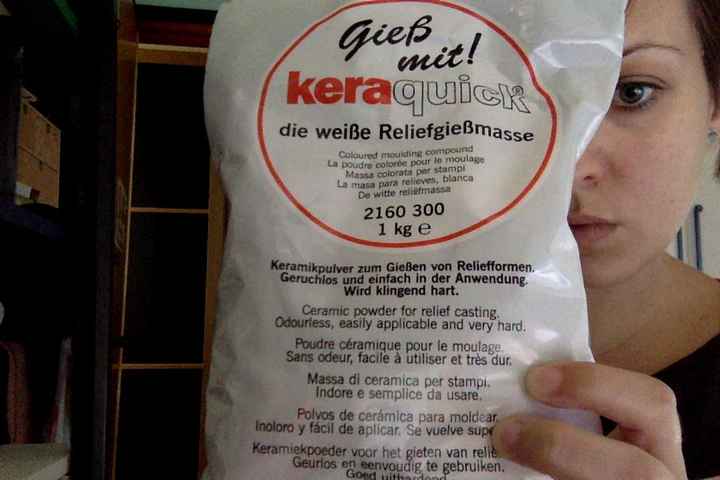 Gieß
mit!
keraquick®
die weiße Reliefgießmasse
Coloured moulding compound
La poudre colorée pour le moulage
Massa colorata per stampi
La masa para relieves, blanca
De witte reliëfmassa
2160 300
1 kg ℮
Keramikpulver zum Gießen von Reliefformen.
Geruchlos und einfach in der Anwendung.
Wird klingend hart.
Ceramic powder for relief casting.
Odourless, easily applicable and very hard.
Poudre céramique pour le moulage.
Sans odeur, facile à utiliser et très dur.
Massa di ceramica per stampi.
Indore e semplice da usare.
Polvos de cerámica para moldear.
Inoloro y fácil de aplicar. Se vuelve
Keramiekpoeder voor het gieten van
Geurlos en eenvoudig te gebruiken.
Goed uithardend